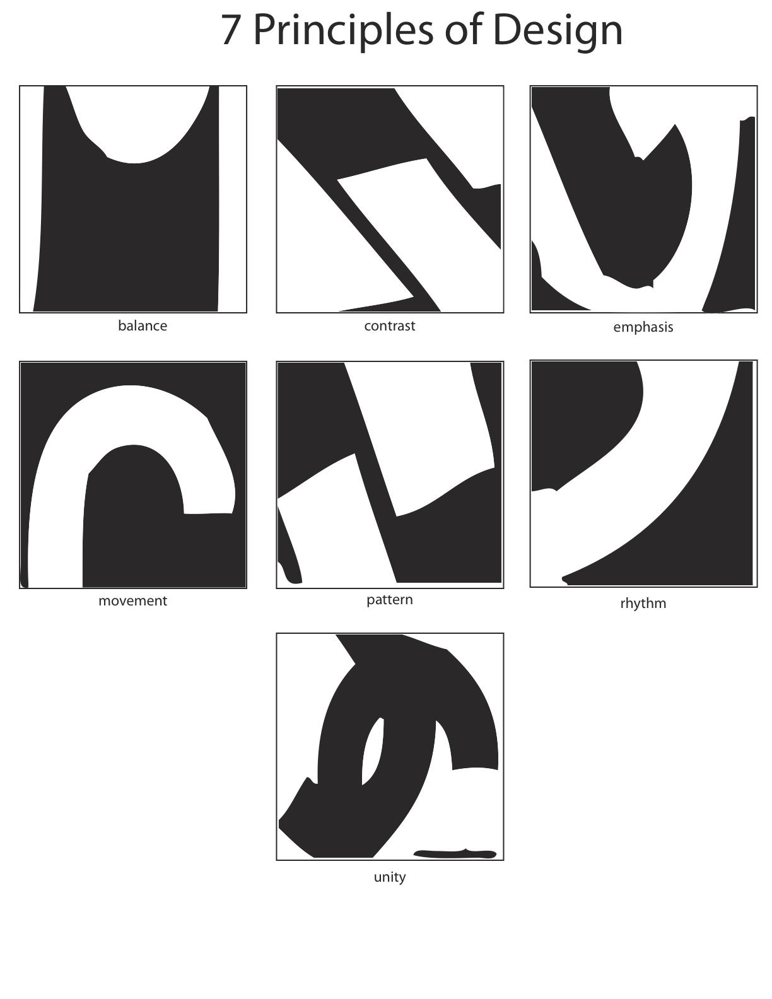 7 Principles of Design
balance
contrast
emphasis
movement
pattern
rhythm
unity